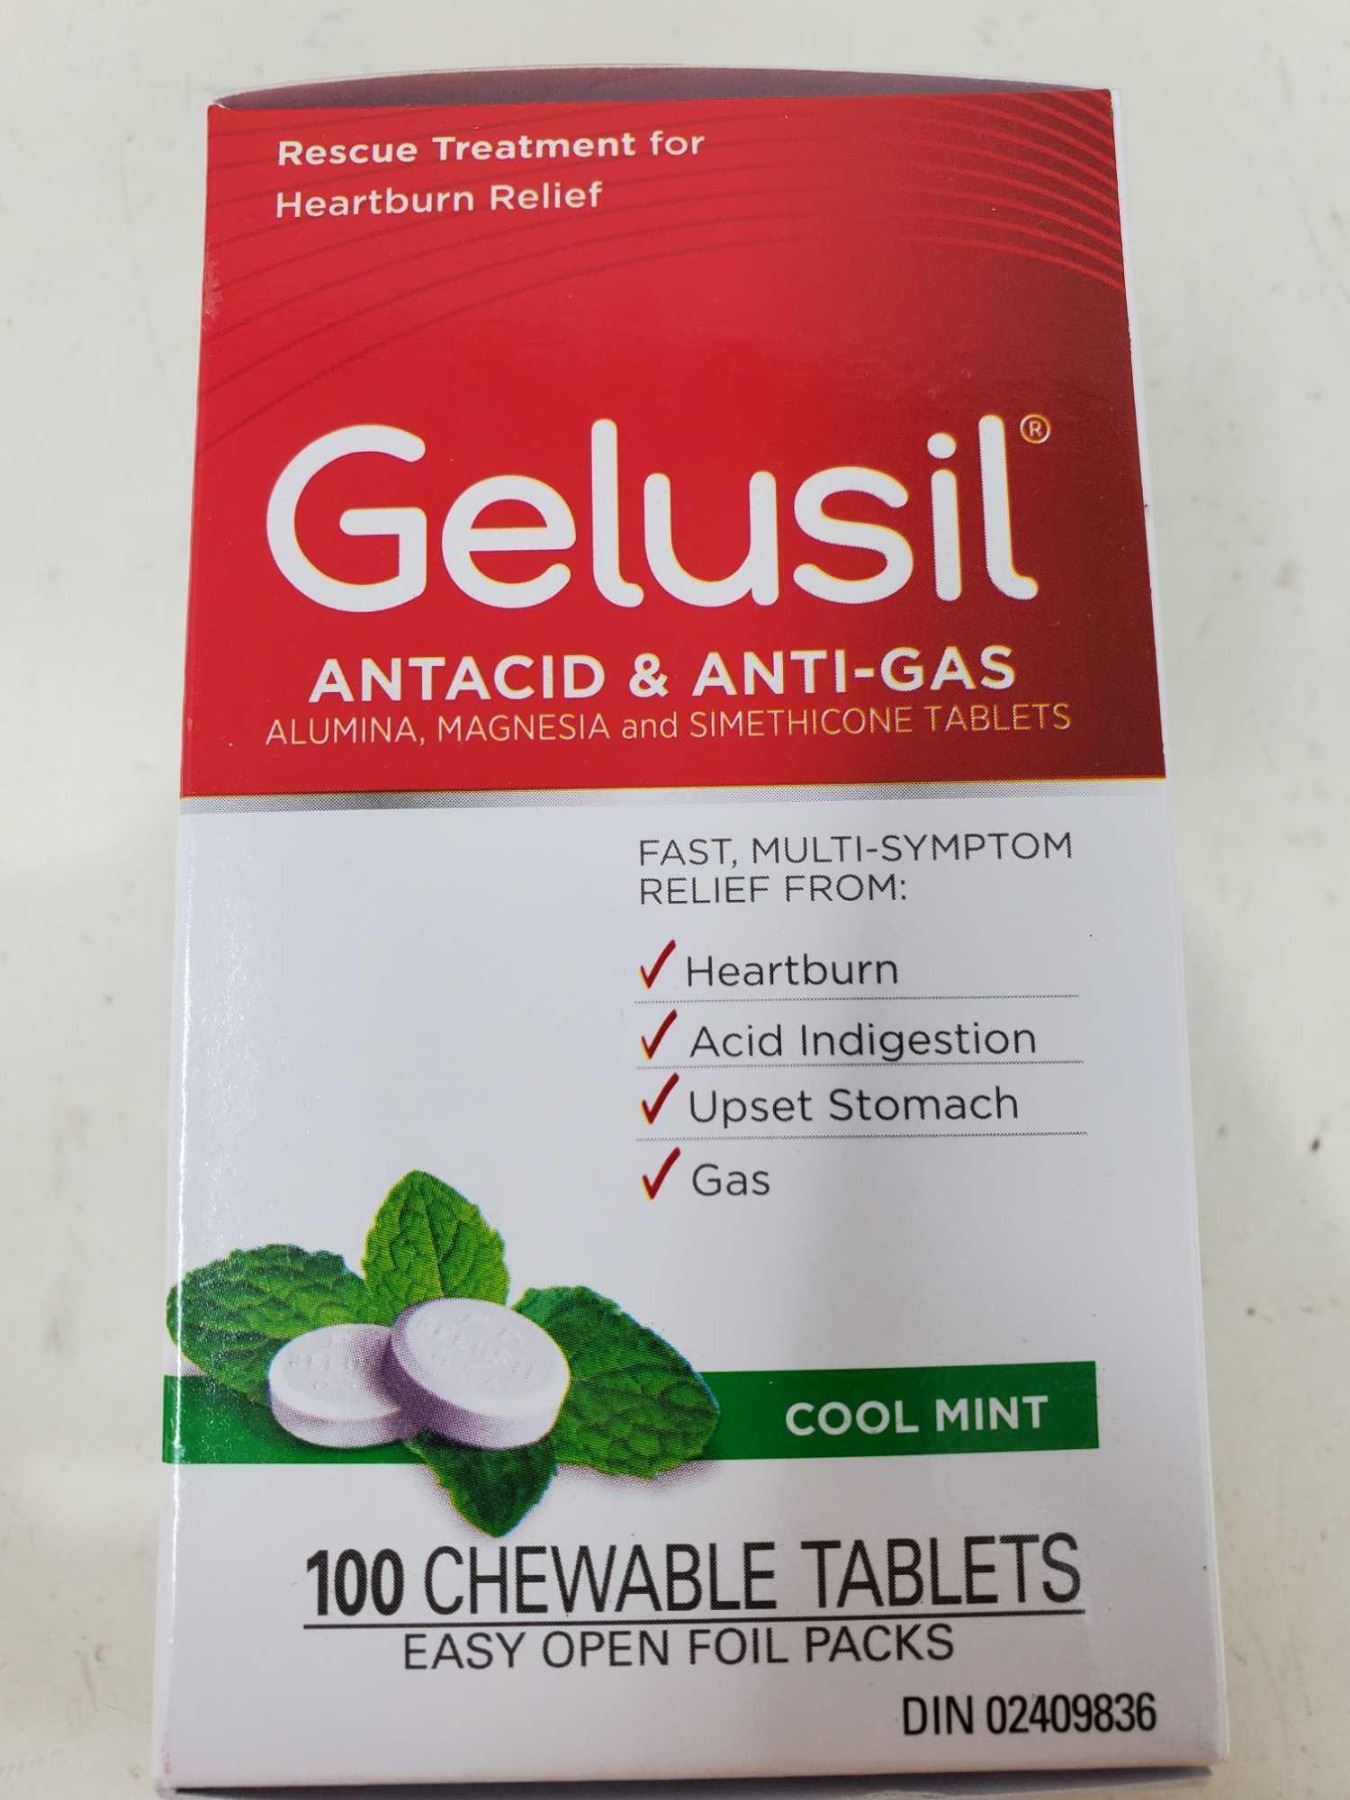 Rescue Treatment for
Heartburn Relief
Gelusil®
ANTACID & ANTI-GAS
ALUMINA, MAGNESIA and SIMETHICONE TABLETS
FAST, MULTI-SYMPTOM
RELIEF FROM:
✓ Heartburn
✓ Acid Indigestion
✓ Upset Stomach
✓ Gas
COOL MINT
100 CHEWABLE TABLETS
EASY OPEN FOIL PACKS
DIN 02409836